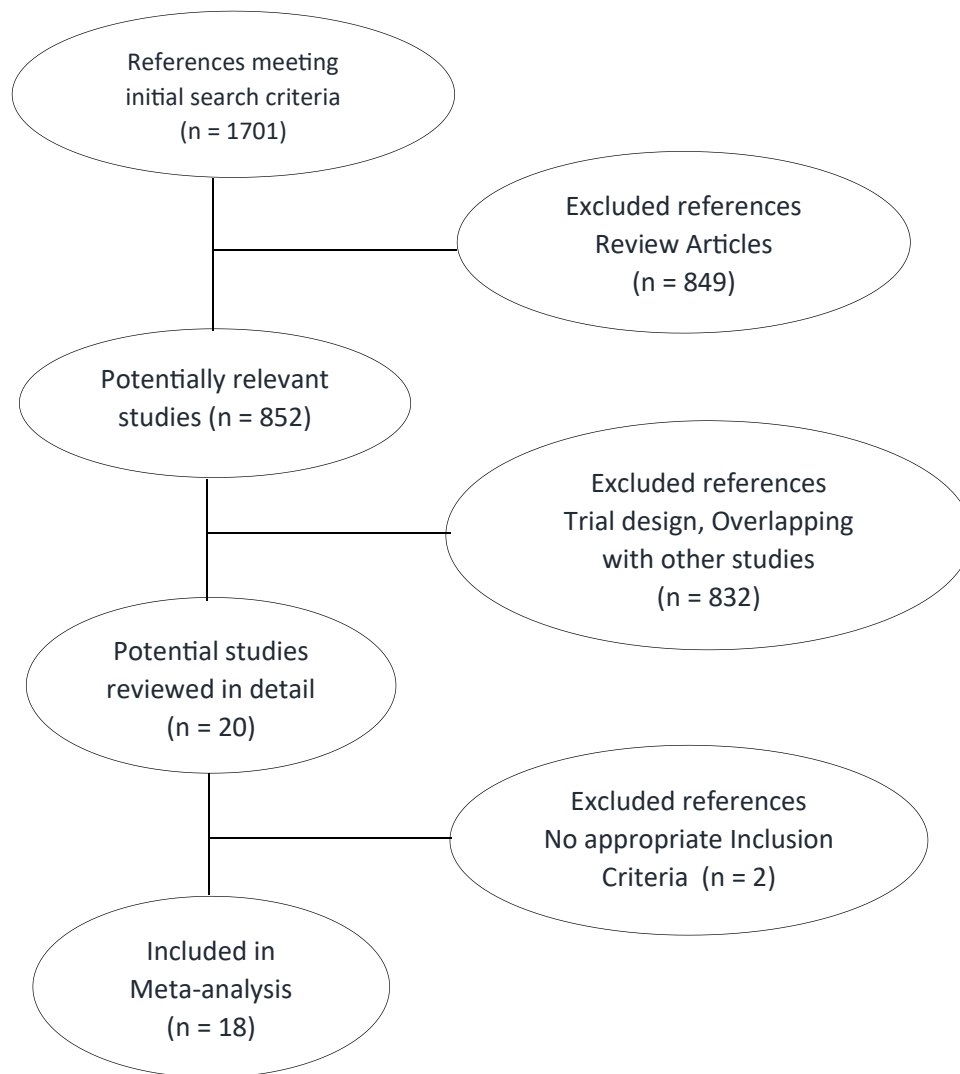 References meeting
initial search criteria
(n = 1701)
Excluded references
Review Articles
(n = 849)
Potentially relevant
studies (n = 852)
Excluded references
Trial design, Overlapping
with other studies
(n = 832)
Potential studies
reviewed in detail
(n = 20)
Excluded references
No appropriate Inclusion
Criteria (n = 2)
Included in
Meta-analysis
(n = 18)